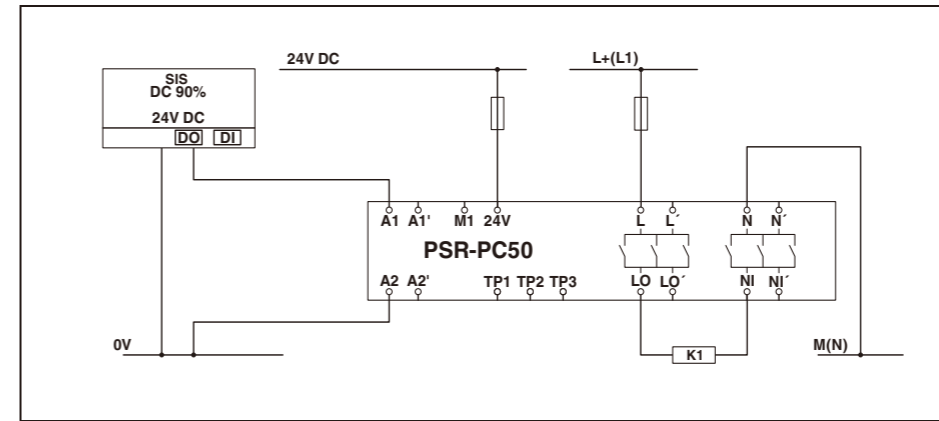 24V DC
L+(L1)
SIS
DC 90%
24V DC
DO DI
A1 A1' M1 24V L L´ N N´
PSR-PC50
A2 A2' TP1 TP2 TP3 LO LO´ NI NI´
0V
K1
M(N)